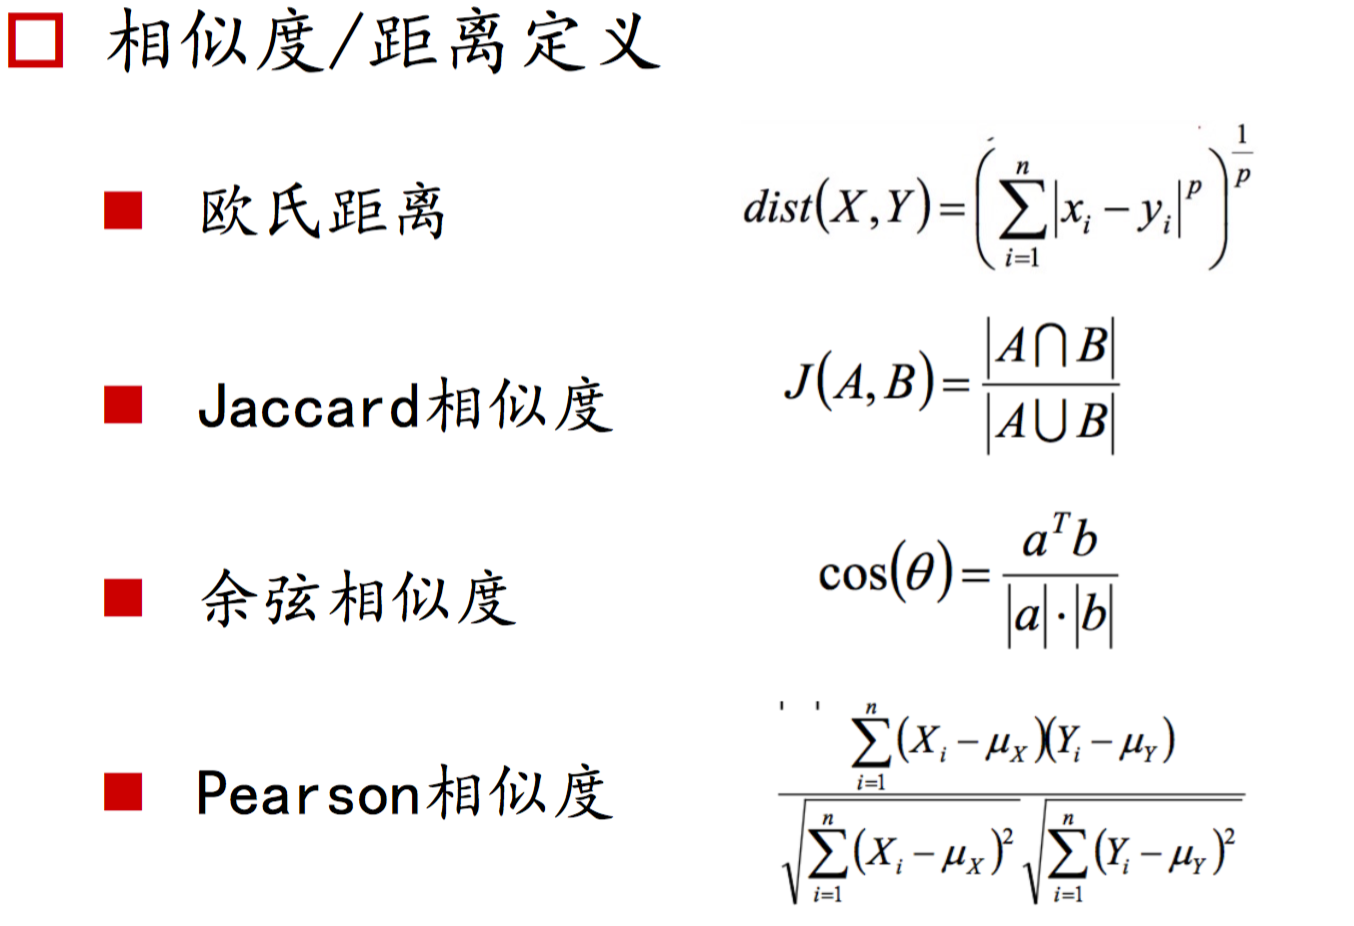 相似度/距离定义
欧氏距离 dist(X,Y)=(∑_{i=1}^{n}|x_i-y_i|^p)^{1/p}
Jaccard相似度 J(A,B)=|A⋂B|/|A⋃B|
余弦相似度 cos(θ)=a^T b/|a|·|b|
Pearson相似度 ∑_{i=1}^{n}(X_i-μ_X)(Y_i-μ_Y)/√(∑_{i=1}^{n}(X_i-μ_X)^2)√(∑_{i=1}^{n}(Y_i-μ_Y)^2)